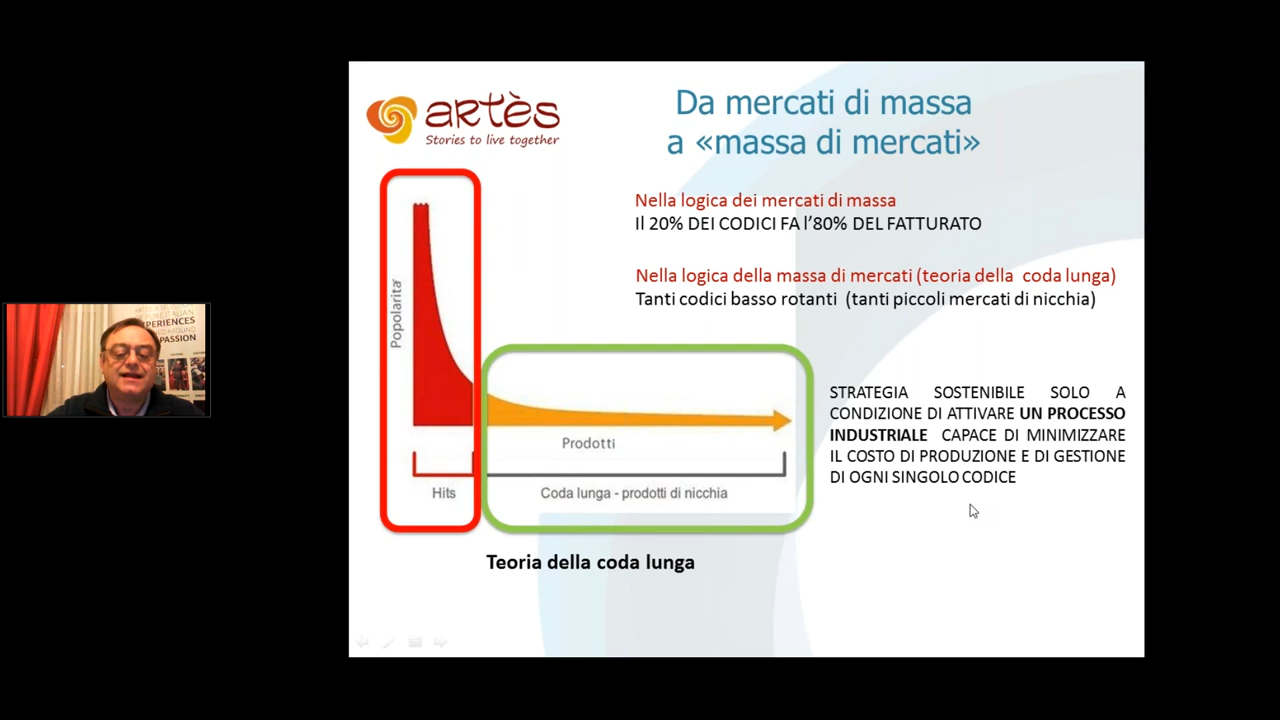 artès
Stories to live together
Da mercati di massa
a «massa di mercati»
Nella logica dei mercati di massa
Il 20% DEI CODICI FA l’80% DEL FATTURATO
Nella logica della massa di mercati (teoria della coda lunga)
Tanti codici basso rotanti (tanti piccoli mercati di nicchia)
Popolarità
Prodotti
Hits
Coda lunga - prodotti di nicchia
STRATEGIA SOSTENIBILE SOLO A
CONDIZIONE DI ATTIVARE UN PROCESSO
INDUSTRIALE CAPACE DI MINIMIZZARE
IL COSTO DI PRODUZIONE E DI GESTIONE
DI OGNI SINGOLO CODICE
Teoria della coda lunga
PASSION